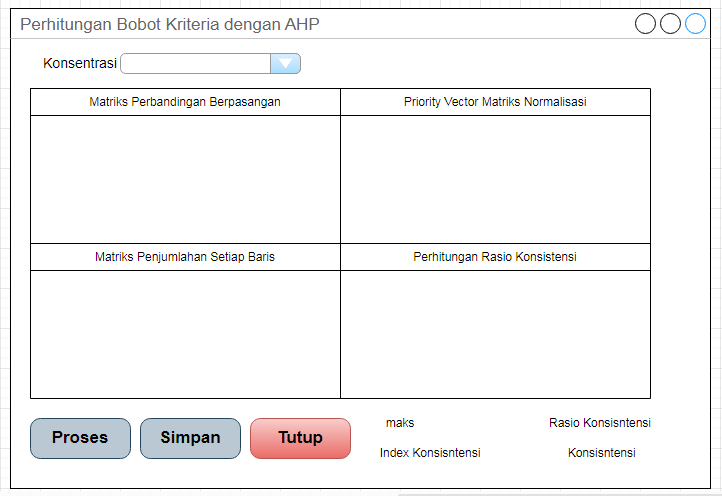 Perhitungan Bobot Kriteria dengan AHP
Konsentrasi
Matriks Perbandingan Berpasangan
Priority Vector Matriks Normalisasi
Matriks Penjumlahan Setiap Baris
Perhitungan Rasio Konsistensi
Proses
Simpan
Tutup
maks
Rasio Konsisntensi
Index Konsisntensi
Konsisntensi